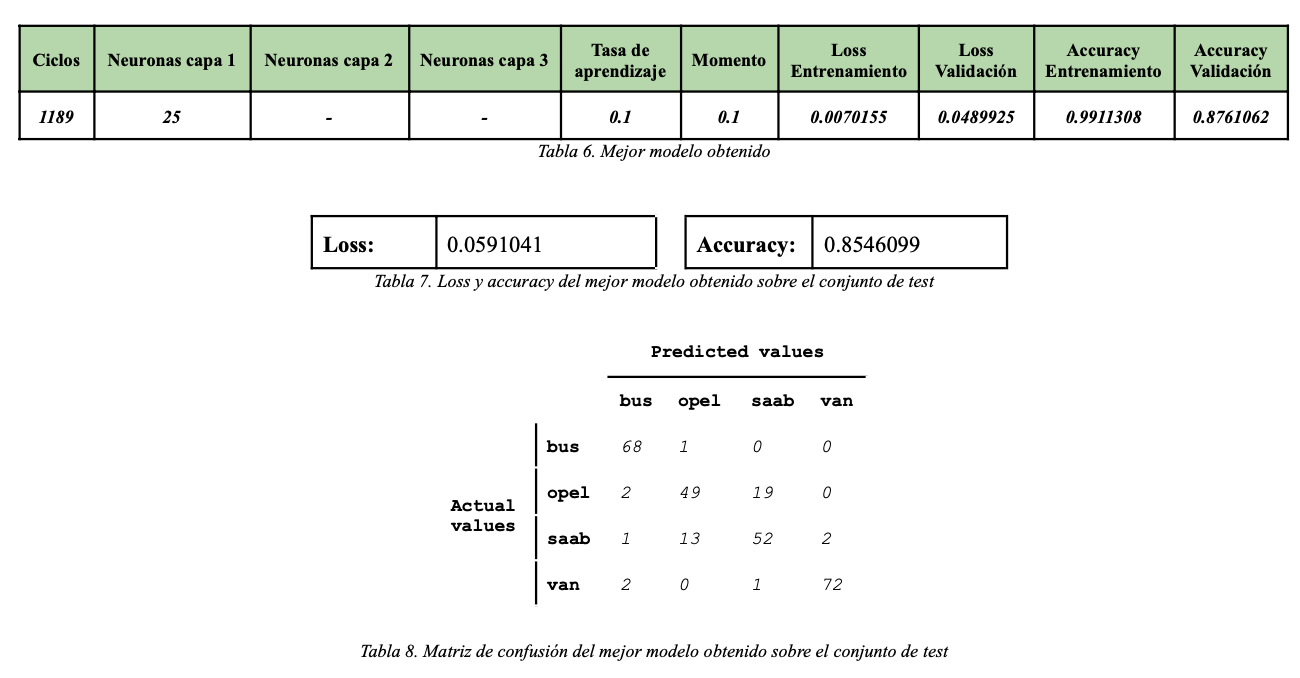 Ciclos Neuronas capa 1 Neuronas capa 2 Neuronas capa 3 Tasa de aprendizaje Momento Loss Entrenamiento Loss Validación Accuracy Entrenamiento Accuracy Validación
1189 25 - - 0.1 0.1 0.0070155 0.0489925 0.9911308 0.8761062
Tabla 6. Mejor modelo obtenido
Loss: 0.0591041 Accuracy: 0.8546099
Tabla 7. Loss y accuracy del mejor modelo obtenido sobre el conjunto de test
Predicted values
bus opel saab van
Actual values
bus 68 1 0 0
opel 2 49 19 0
saab 1 13 52 2
van 2 0 1 72
Tabla 8. Matriz de confusión del mejor modelo obtenido sobre el conjunto de test